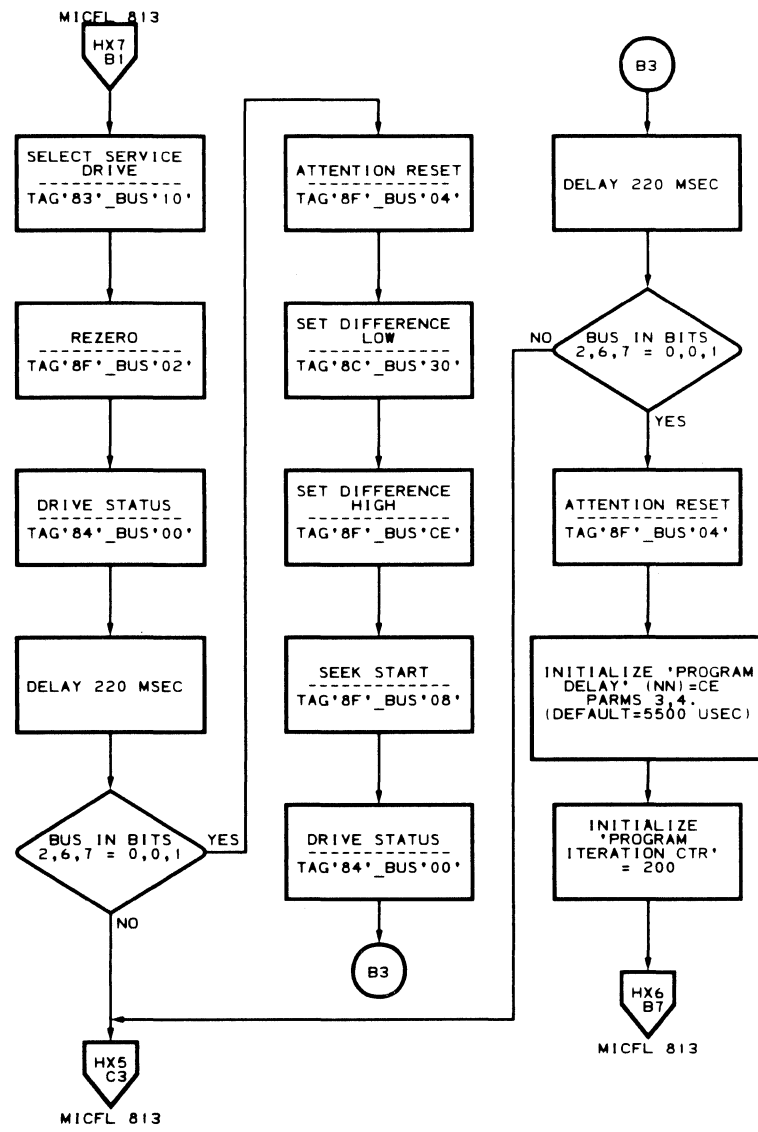 MICFL 813
HX7
B1
SELECT SERVICE
DRIVE
TAG'83'_BUS'10'
REZERO
TAG'8F'_BUS'02'
DRIVE STATUS
TAG'84'_BUS'00'
DELAY 220 MSEC
BUS IN BITS
2,6,7 = 0,0,1
YES
NO
HX5
C3
MICFL 813
ATTENTION RESET
TAG'8F'_BUS'04'
SET DIFFERENCE
LOW
TAG'8C'_BUS'30'
SET DIFFERENCE
HIGH
TAG'8F'_BUS'CE'
SEEK START
TAG'8F'_BUS'08'
DRIVE STATUS
TAG'84'_BUS'00'
B3
B3
DELAY 220 MSEC
NO
BUS IN BITS
2,6,7 = 0,0,1
YES
ATTENTION RESET
TAG'8F'_BUS'04'
INITIALIZE 'PROGRAM
DELAY' (NN)=CE
PARMS 3,4.
(DEFAULT=5500 USEC)
INITIALIZE
'PROGRAM
ITERATION CTR'
= 200
HX6
B7
MICFL 813